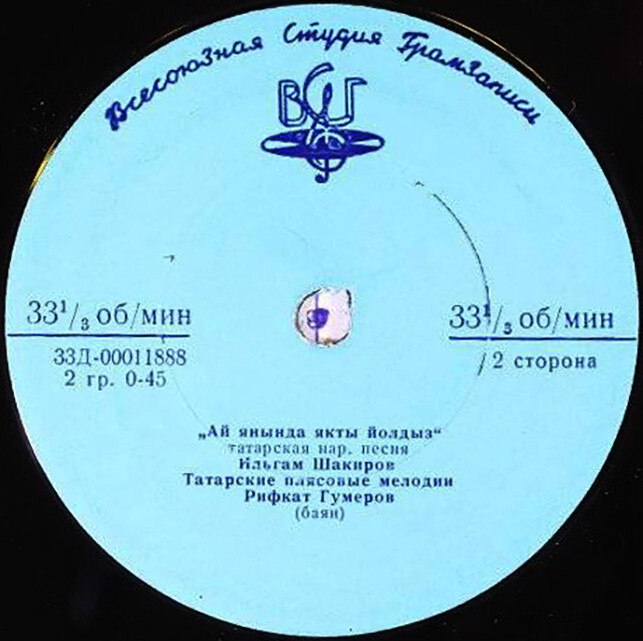 Всесоюзная Студия Грамзаписи
ВСГ
33¹/₃ об/мин
33Д-00011888
2 гр. 0-45
33¹/₃ об/мин
2 сторона
„Ай янында якты йолдыз“
татарская нар. песня
Ильгам Шакиров
Татарские плясовые мелодии
Рифкат Гумеров
(баян)